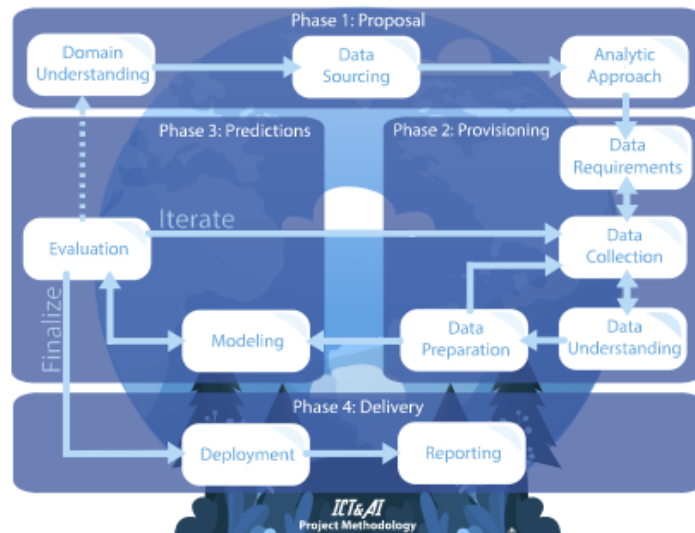 Phase 1: Proposal
Domain
Understanding
Data
Sourcing
Analytic
Approach
Phase 3: Predictions
Phase 2: Provisioning
Data
Requirements
Iterate
Evaluation
Data
Collection
Finalize
Modeling
Data
Preparation
Data
Understanding
Phase 4: Delivery
Deployment
Reporting
ICT&AI
Project Methodology